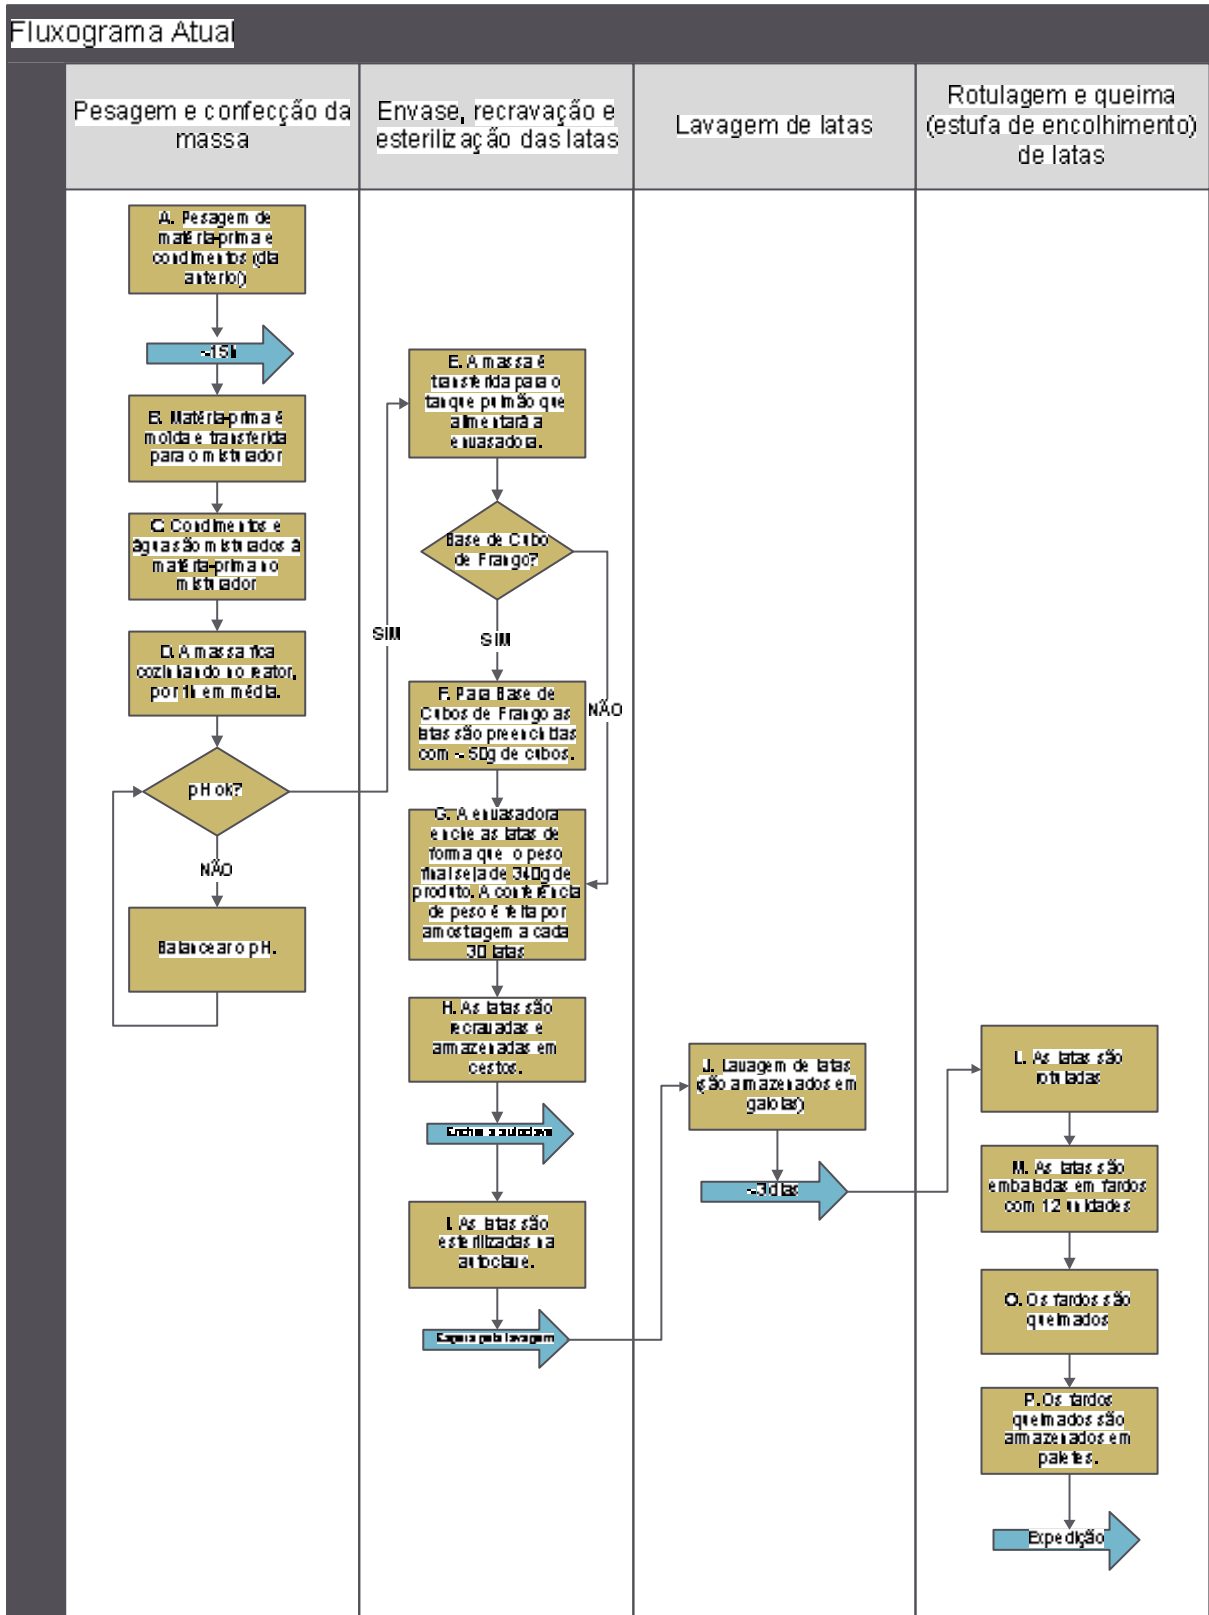 Fluxograma Atual
Pesagem e confecção da
massa
Envase, recravação e
esterilização das latas
Lavagem de latas
Rotulagem e queima
(estufa de encolhimento)
de latas
A. Pesagem de
matéria-prima e
condimentos (dia
anterior)
~15h
B. Matéria-prima é
moída e transferida
para o misturador
C. Condimentos e
água são misturados à
matéria-prima no
misturador
D. A massa fica
cozinhando no reator,
por 1h em média.
pH ok?
NÃO
Balancear o pH.
SIM
E. A massa é
transferida para o
tanque pulmão que
alimentará a
envasadora.
Base de Cubo
de Frango?
SIM
NÃO
F. Para Base de
Cubos de Frango as
latas são preenchidas
com ~ 50g de cubos.
G. A envasadora
enche as latas de
forma que o peso
final seja de 340g de
produto. A conferência
de peso é feita por
amostragem a cada
30 latas
H. As latas são
recravadas e
armazenadas em
cestos.
Encher a autoclave
I. As latas são
esterilizadas na
autoclave.
Espera pela lavagem
J. Lavagem de latas
(são armazenados em
gaiolas)
~3 dias
L. As latas são
rotuladas
M. As latas são
embaladas em fardos
com 12 unidades
O. Os fardos são
queimados
P. Os fardos
queimados são
armazenados em
paletes.
Expedição